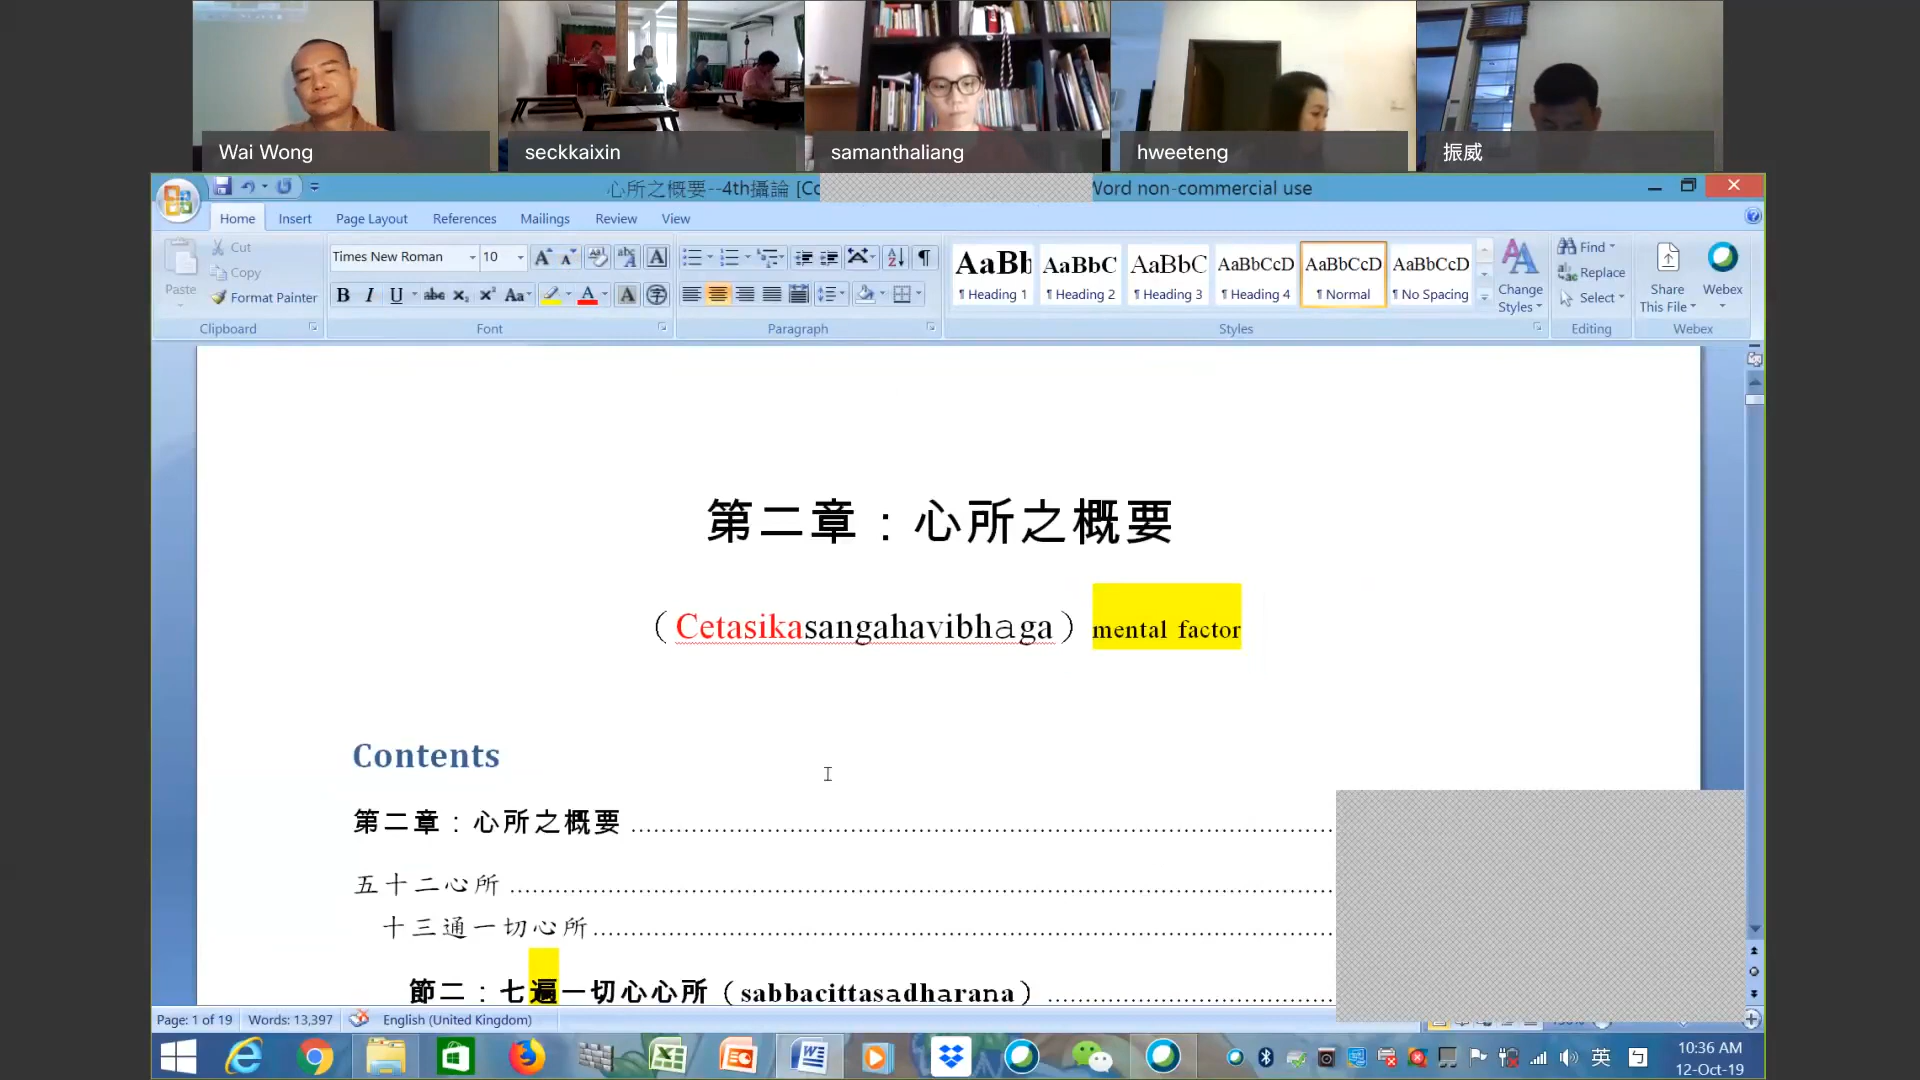 Wai Wong
seckkaixin
samanthaliang
hweeteng
振威
心所之概要--4th攝論 [Co
Word non-commercial use
Home Insert Page Layout References Mailings Review View
Paste
Cut
Copy
Format Painter
Clipboard
Times New Roman 10
Font
Paragraph
AaBb AaBbC AaBbC AaBbCcD AaBbCcD AaBbCcD
¶ Heading 1 ¶ Heading 2 ¶ Heading 3 ¶ Heading 4 ¶ Normal ¶ No Spacing
Change Styles
Styles
Find
Replace
Select
Editing
Share This File
Webex
Webex
第二章：心所之概要
（Cetasikasangahavibhaga）mental factor
Contents
第二章：心所之概要
五十二心所
十三通一切心所
節二：七遍一切心心所（sabbacittasadharana）
Page: 1 of 19 Words: 13,397 English (United Kingdom)
英
10:36 AM
12-Oct-19